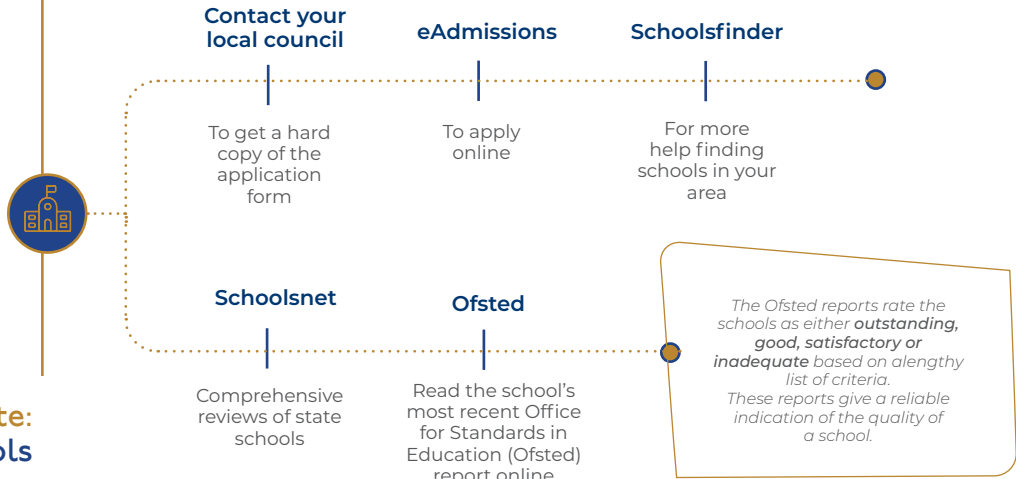 Contact your
local council
eAdmissions
Schoolsfinder
To get a hard
copy of the
application
form
To apply
online
For more
help finding
schools in your
area
Schoolsnet
Ofsted
Comprehensive
reviews of state
schools
Read the school's
most recent Office
for Standards in
Education (Ofsted)
report online
The Ofsted reports rate the
schools as either outstanding,
good, satisfactory or
inadequate based on alengthy
list of criteria.
These reports give a reliable
indication of the quality of
a school.
te:
ols